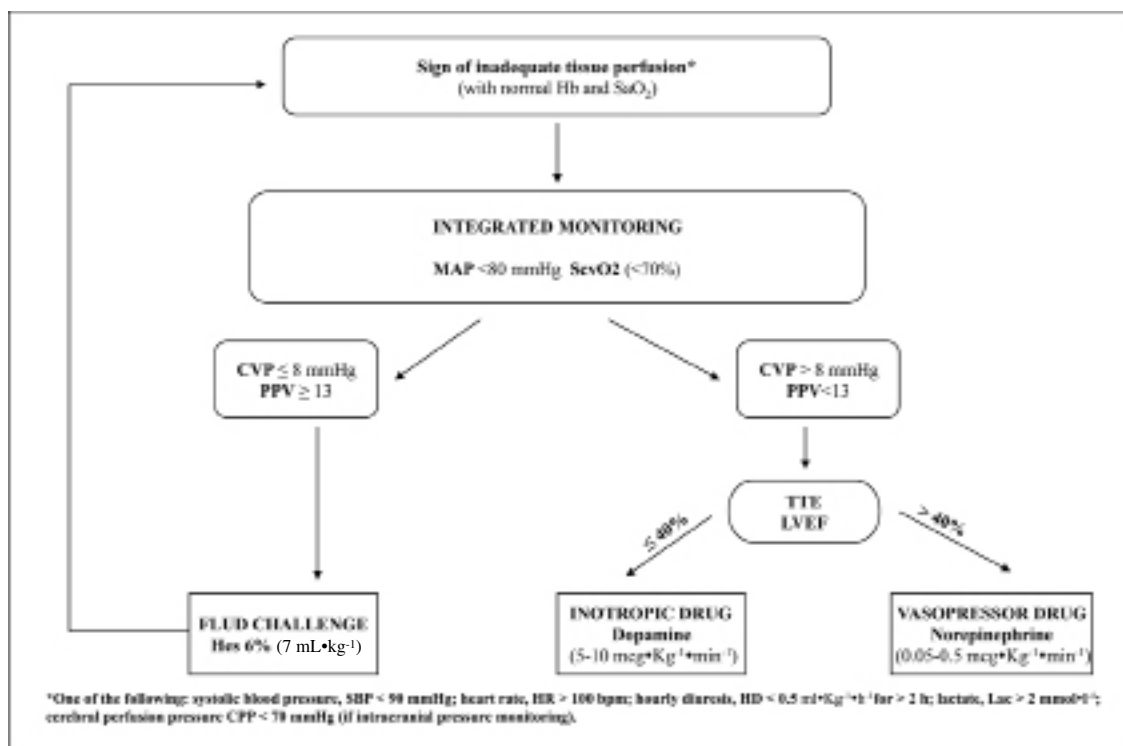 Sign of inadequate tissue perfusion*
(with normal Hb and SaO₂)
INTEGRATED MONITORING
MAP <80 mmHg ScvO2 (<70%)
CVP ≤ 8 mmHg
PPV ≥ 13
CVP > 8 mmHg
PPV<13
TTE
LVEF
≤ 40%
> 40%
FLUD CHALLENGE
Hes 6% (7 mL•kg⁻¹)
INOTROPIC DRUG
Dopamine
(5-10 mcg•Kg⁻¹•min⁻¹)
VASOPRESSOR DRUG
Norepinephrine
(0.05-0.5 mcg•Kg⁻¹•min⁻¹)
*One of the following: systolic blood pressure, SBP < 90 mmHg; heart rate, HR > 100 bpm; hourly diuresis, HD < 0.5 ml•Kg⁻¹•h⁻¹for > 2 h; lactate, Lac > 2 mmol•l⁻¹;
cerebral perfusion pressure CPP < 70 mmHg (if intracranial pressure monitoring).